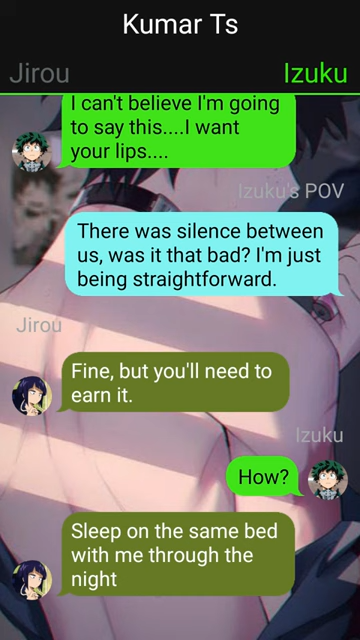 Kumar Ts
Jirou
Izuku
I can't believe I'm going
to say this....I want
your lips....
Izuku's POV
There was silence between
us, was it that bad? I'm just
being straightforward.
Jirou
Fine, but you'll need to
earn it.
Izuku
How?
Sleep on the same bed
with me through the
night